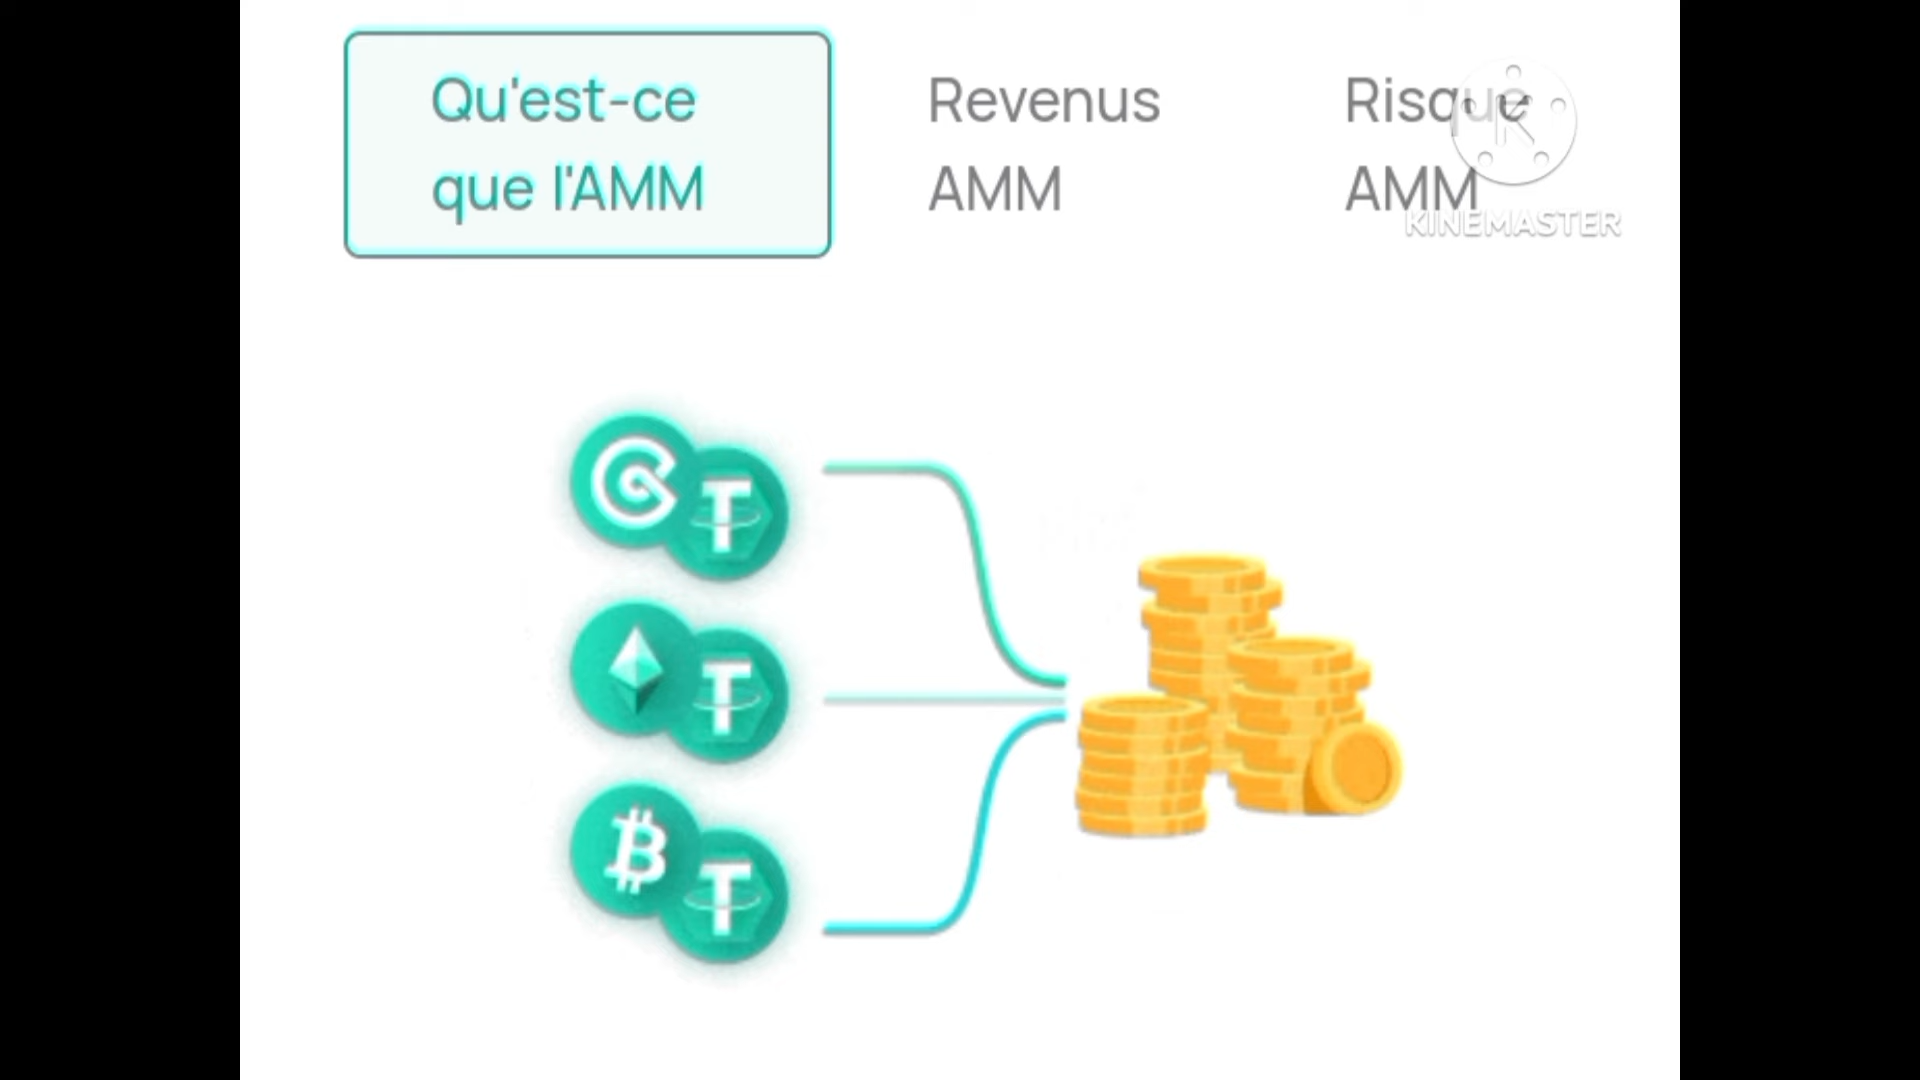 Qu'est-ce
que l'AMM
Revenus
AMM
Risque
AMM
KINEMASTER